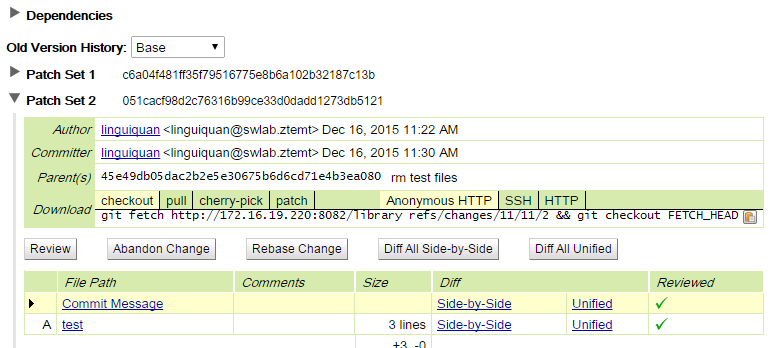 Dependencies
Old Version History: Base
Patch Set 1 c6a04f481ff35f79516775e8b6a102b32187c13b
Patch Set 2 051cacf98d2c76316b99ce33d0dadd1273db5121
Author linguiquan <linguiquan@swlab.ztemt> Dec 16, 2015 11:22 AM
Committer linguiquan <linguiquan@swlab.ztemt> Dec 16, 2015 11:30 AM
Parent(s) 45e49db05dac2b2e5e30675b6d6cd71e4b3ea080 rm test files
Download checkout pull cherry-pick patch Anonymous HTTP SSH HTTP
git fetch http://172.16.19.220:8082/library refs/changes/11/11/2 && git checkout FETCH_HEAD
Review Abandon Change Rebase Change Diff All Side-by-Side Diff All Unified
File Path Comments Size Diff Reviewed
Commit Message Side-by-Side Unified
A test 3 lines Side-by-Side Unified
+3, -0